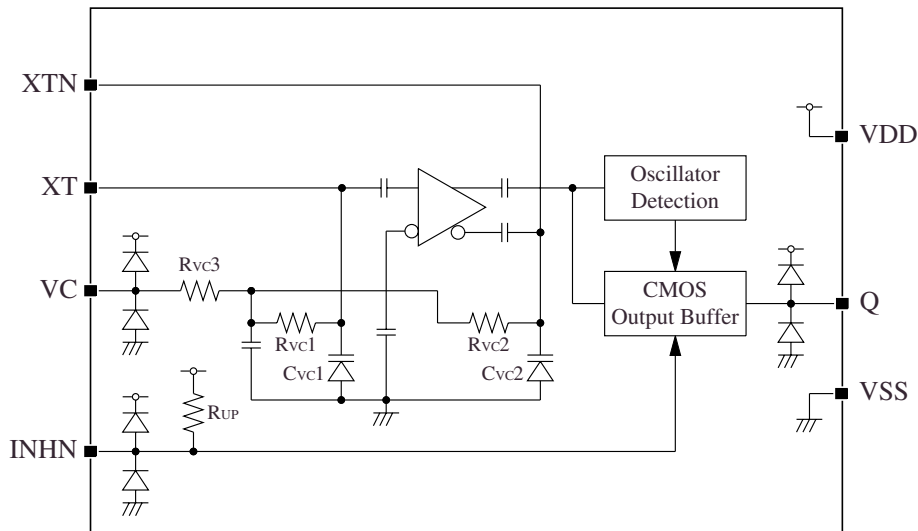 XTN
VDD
XT
Oscillator
Detection
RVC3
VC
CMOS
Output Buffer
Q
RVC1
RVC2
CVC1
CVC2
VSS
RUP
INHN